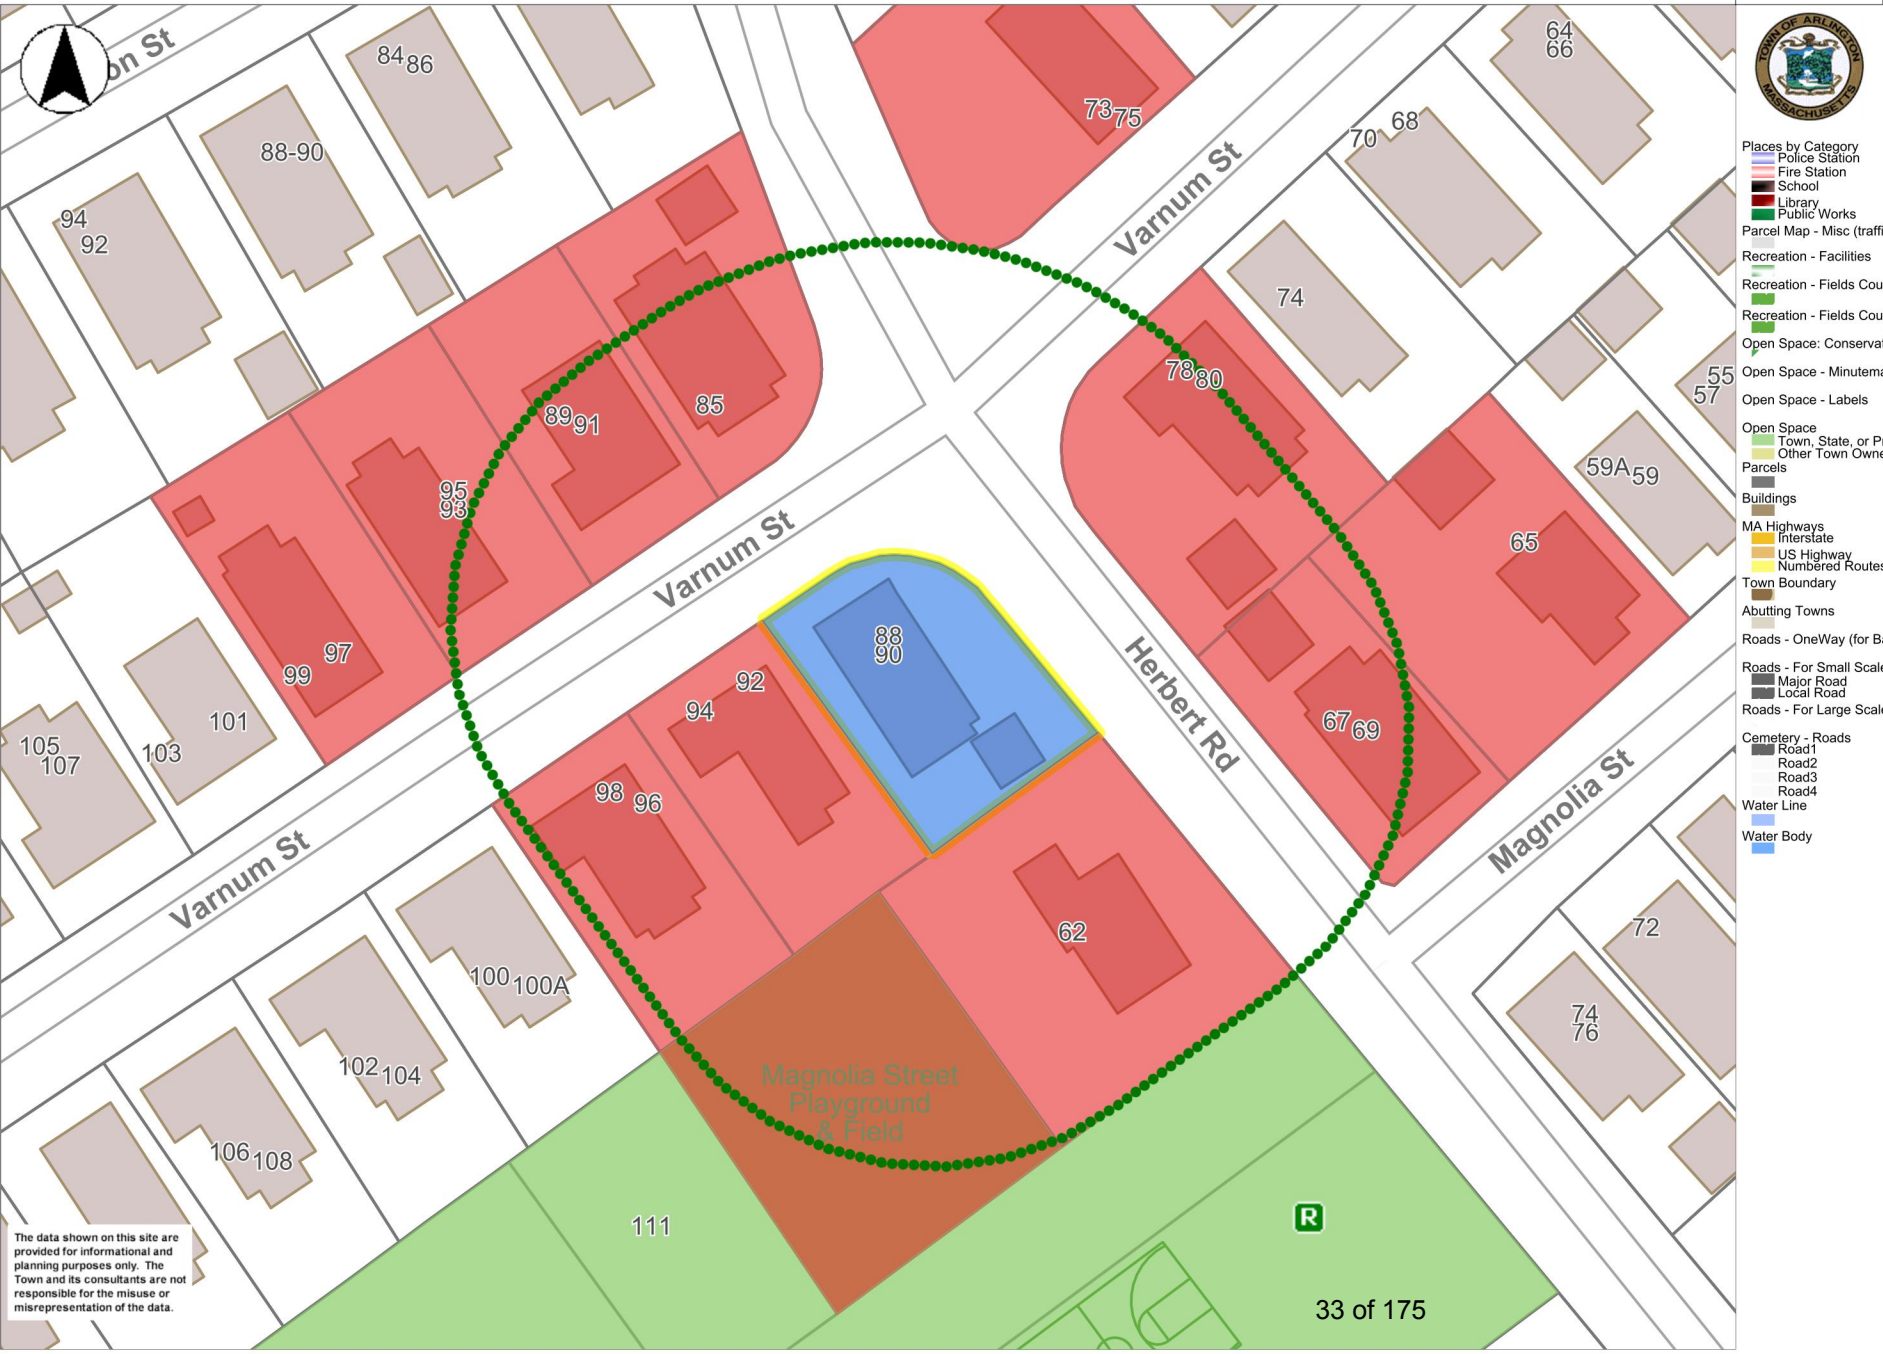 on St
84 86
88-90
94
92
73 75
Varnum St
64
66
70 68
74
78 80
55
57
59A 59
65
89 91
85
95
93
99 97
101
103
105
107
Varnum St
88
90
92
94
98 96
Herbert Rd
67 69
Magnolia St
62
72
74
76
Varnum St
100 100A
102 104
106 108
111
Magnolia Street
Playground
& Field
R
33 of 175
The data shown on this site are
provided for informational and
planning purposes only. The
Town and its consultants are not
responsible for the misuse or
misrepresentation of the data.
TOWN OF ARLINGTON
MASSACHUSETTS
Places by Category
Police Station
Fire Station
School
Library
Public Works
Parcel Map - Misc (traffi
Recreation - Facilities
Recreation - Fields Cou
Recreation - Fields Cou
Open Space: Conserva
Open Space - Minutema
Open Space - Labels
Open Space
Town, State, or P
Other Town Owne
Parcels
Buildings
MA Highways
Interstate
US Highway
Numbered Routes
Town Boundary
Abutting Towns
Roads - OneWay (for B
Roads - For Small Scale
Major Road
Local Road
Roads - For Large Scale
Cemetery - Roads
Road1
Road2
Road3
Road4
Water Line
Water Body